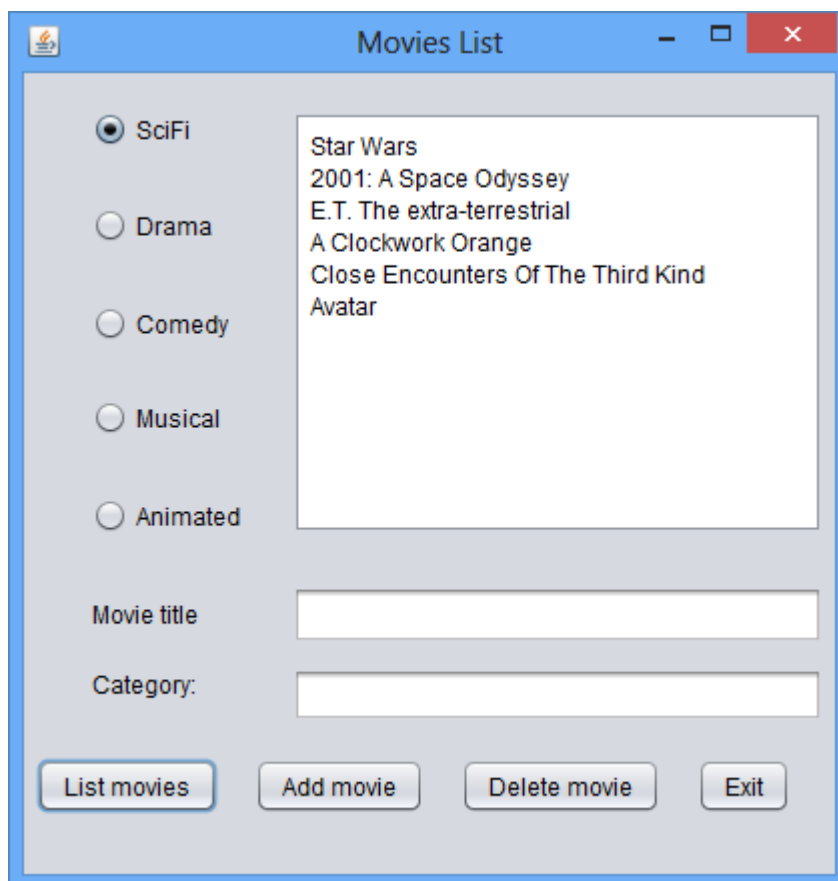 Movies List
SciFi
Drama
Comedy
Musical
Animated
Star Wars
2001: A Space Odyssey
E.T. The extra-terrestrial
A Clockwork Orange
Close Encounters Of The Third Kind
Avatar
Movie title
Category:
List movies
Add movie
Delete movie
Exit